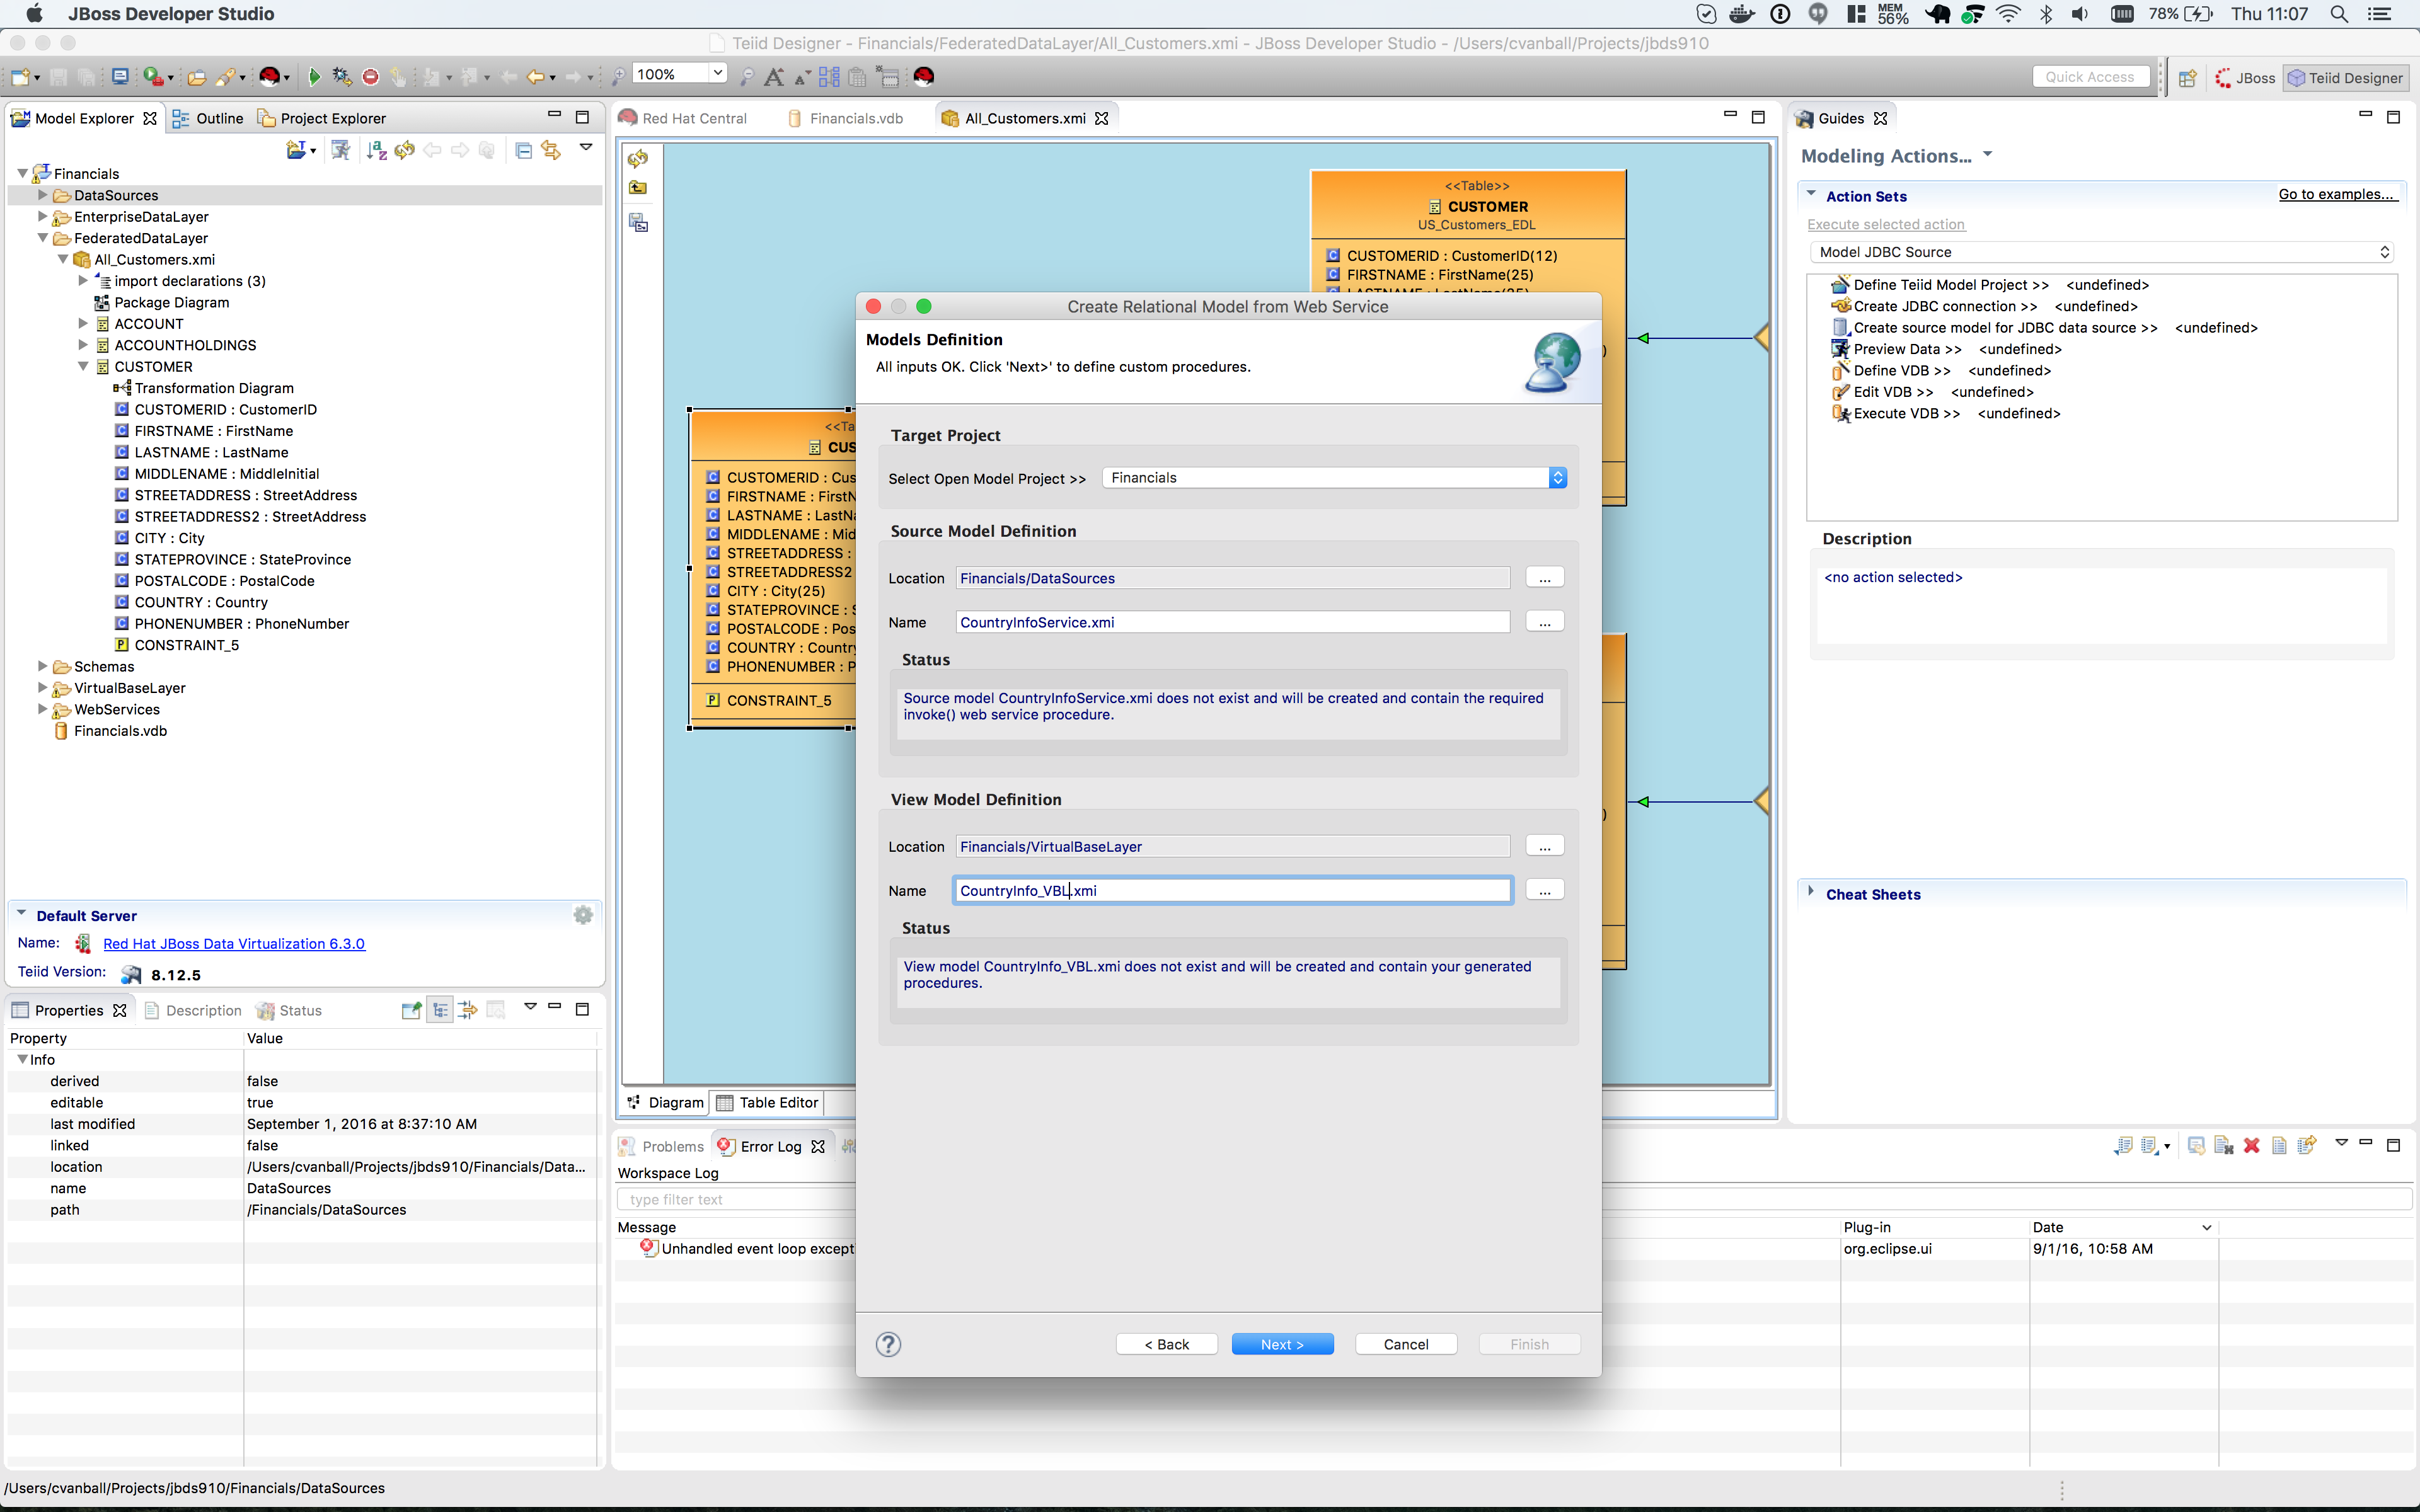 JBoss Developer Studio
MEM
56%
78%
Thu 11:07
Teiid Designer - Financials/FederatedDataLayer/All_Customers.xmi - JBoss Developer Studio - /Users/cvanball/Projects/jbds910
100%
Quick Access
JBoss
Teiid Designer
Model Explorer
Outline
Project Explorer
Financials
DataSources
EnterpriseDataLayer
FederatedDataLayer
All_Customers.xmi
import declarations (3)
Package Diagram
ACCOUNT
ACCOUNTHOLDINGS
CUSTOMER
Transformation Diagram
CUSTOMERID : CustomerID
FIRSTNAME : FirstName
LASTNAME : LastName
MIDDLENAME : MiddleInitial
STREETADDRESS : StreetAddress
STREETADDRESS2 : StreetAddress
CITY : City
STATEPROVINCE : StateProvince
POSTALCODE : PostalCode
COUNTRY : Country
PHONENUMBER : PhoneNumber
CONSTRAINT_5
Schemas
VirtualBaseLayer
WebServices
Financials.vdb
Default Server
Name:
Red Hat JBoss Data Virtualization 6.3.0
Teiid Version:
8.12.5
Properties
Description
Status
Property
Value
Info
derived
false
editable
true
last modified
September 1, 2016 at 8:37:10 AM
linked
false
location
/Users/cvanball/Projects/jbds910/Financials/Data...
name
DataSources
path
/Financials/DataSources
/Users/cvanball/Projects/jbds910/Financials/DataSources
Red Hat Central
Financials.vdb
All_Customers.xmi
<<Table>>
CUSTOMER
US_Customers_EDL
CUSTOMERID : CustomerID(12)
FIRSTNAME : FirstName(25)
<<Ta
CUS
CUSTOMERID : Cus
FIRSTNAME : FirstN
LASTNAME : LastNa
MIDDLENAME : Mid
STREETADDRESS :
STREETADDRESS2
CITY : City(25)
STATEPROVINCE : S
POSTALCODE : Pos
COUNTRY : Country
PHONENUMBER : P
CONSTRAINT_5
Diagram
Table Editor
Create Relational Model from Web Service
Models Definition
All inputs OK. Click 'Next>' to define custom procedures.
Target Project
Select Open Model Project >>
Financials
Source Model Definition
Location
Financials/DataSources
...
Name
CountryInfoService.xmi
...
Status
Source model CountryInfoService.xmi does not exist and will be created and contain the required
invoke() web service procedure.
View Model Definition
Location
Financials/VirtualBaseLayer
...
Name
CountryInfo_VBL.xmi
...
Status
View model CountryInfo_VBL.xmi does not exist and will be created and contain your generated
procedures.
?
< Back
Next >
Cancel
Finish
Problems
Error Log
Workspace Log
type filter text
Message
Plug-in
Date
Unhandled event loop except
org.eclipse.ui
9/1/16, 10:58 AM
Guides
Modeling Actions...
Action Sets
Go to examples...
Execute selected action
Model JDBC Source
Define Teiid Model Project >> <undefined>
Create JDBC connection >> <undefined>
Create source model for JDBC data source >> <undefined>
Preview Data >> <undefined>
Define VDB >> <undefined>
Edit VDB >> <undefined>
Execute VDB >> <undefined>
Description
<no action selected>
Cheat Sheets